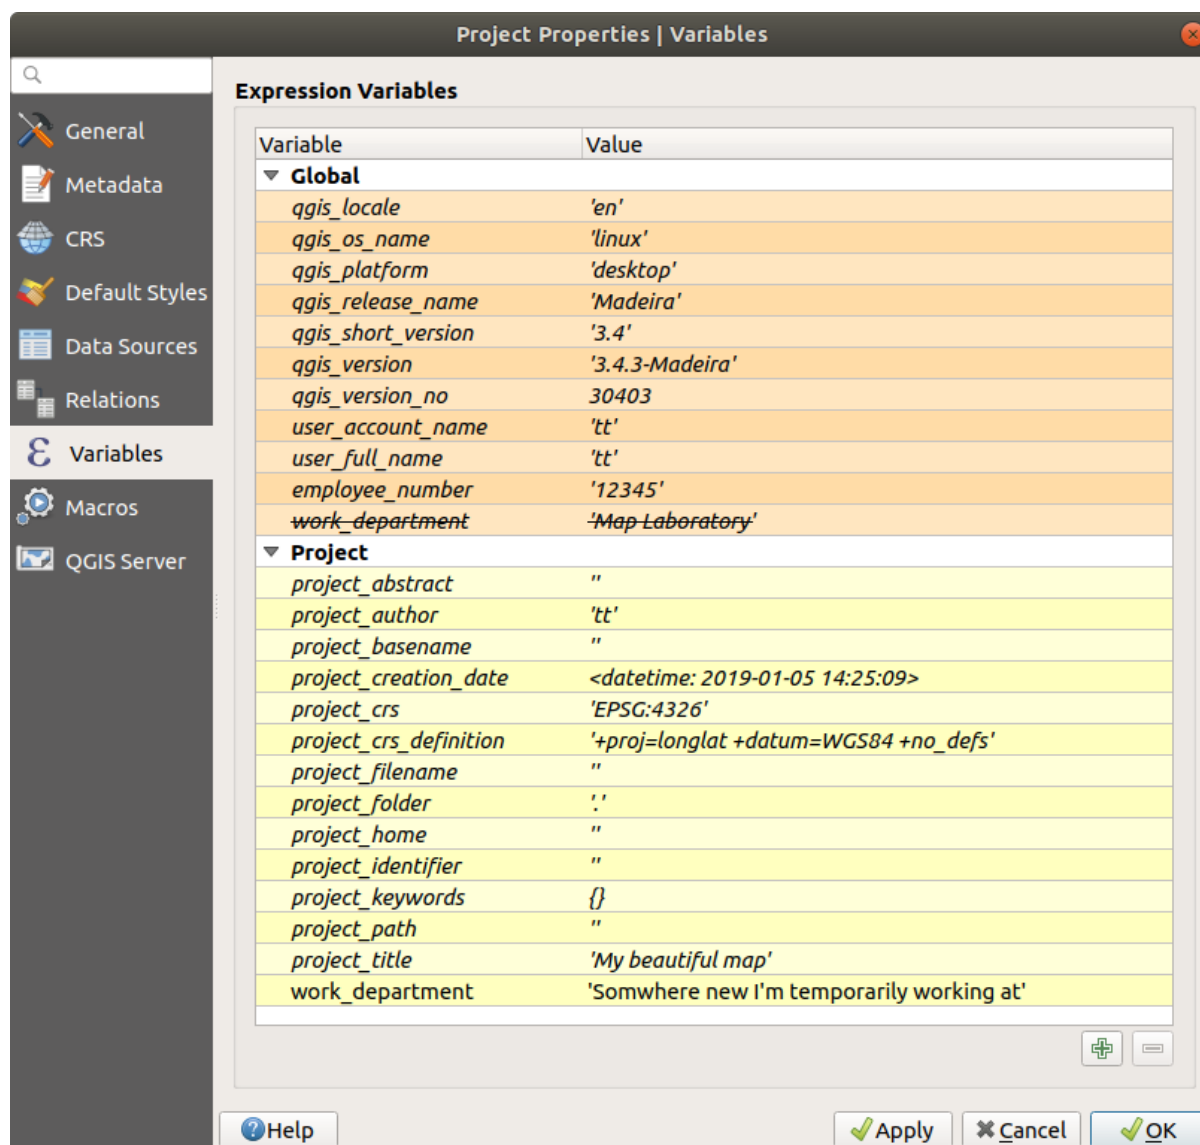 Project Properties | Variables
General
Metadata
CRS
Default Styles
Data Sources
Relations
Variables
Macros
QGIS Server
Expression Variables
Variable Value
Global
qgis_locale 'en'
qgis_os_name 'linux'
qgis_platform 'desktop'
qgis_release_name 'Madeira'
qgis_short_version '3.4'
qgis_version '3.4.3-Madeira'
qgis_version_no 30403
user_account_name 'tt'
user_full_name 'tt'
employee_number '12345'
work_department 'Map Laboratory'
Project
project_abstract ''
project_author 'tt'
project_basename ''
project_creation_date <datetime: 2019-01-05 14:25:09>
project_crs 'EPSG:4326'
project_crs_definition '+proj=longlat +datum=WGS84 +no_defs'
project_filename ''
project_folder '.'
project_home ''
project_identifier ''
project_keywords {}
project_path ''
project_title 'My beautiful map'
work_department 'Somwhere new I'm temporarily working at'
Help Apply Cancel OK